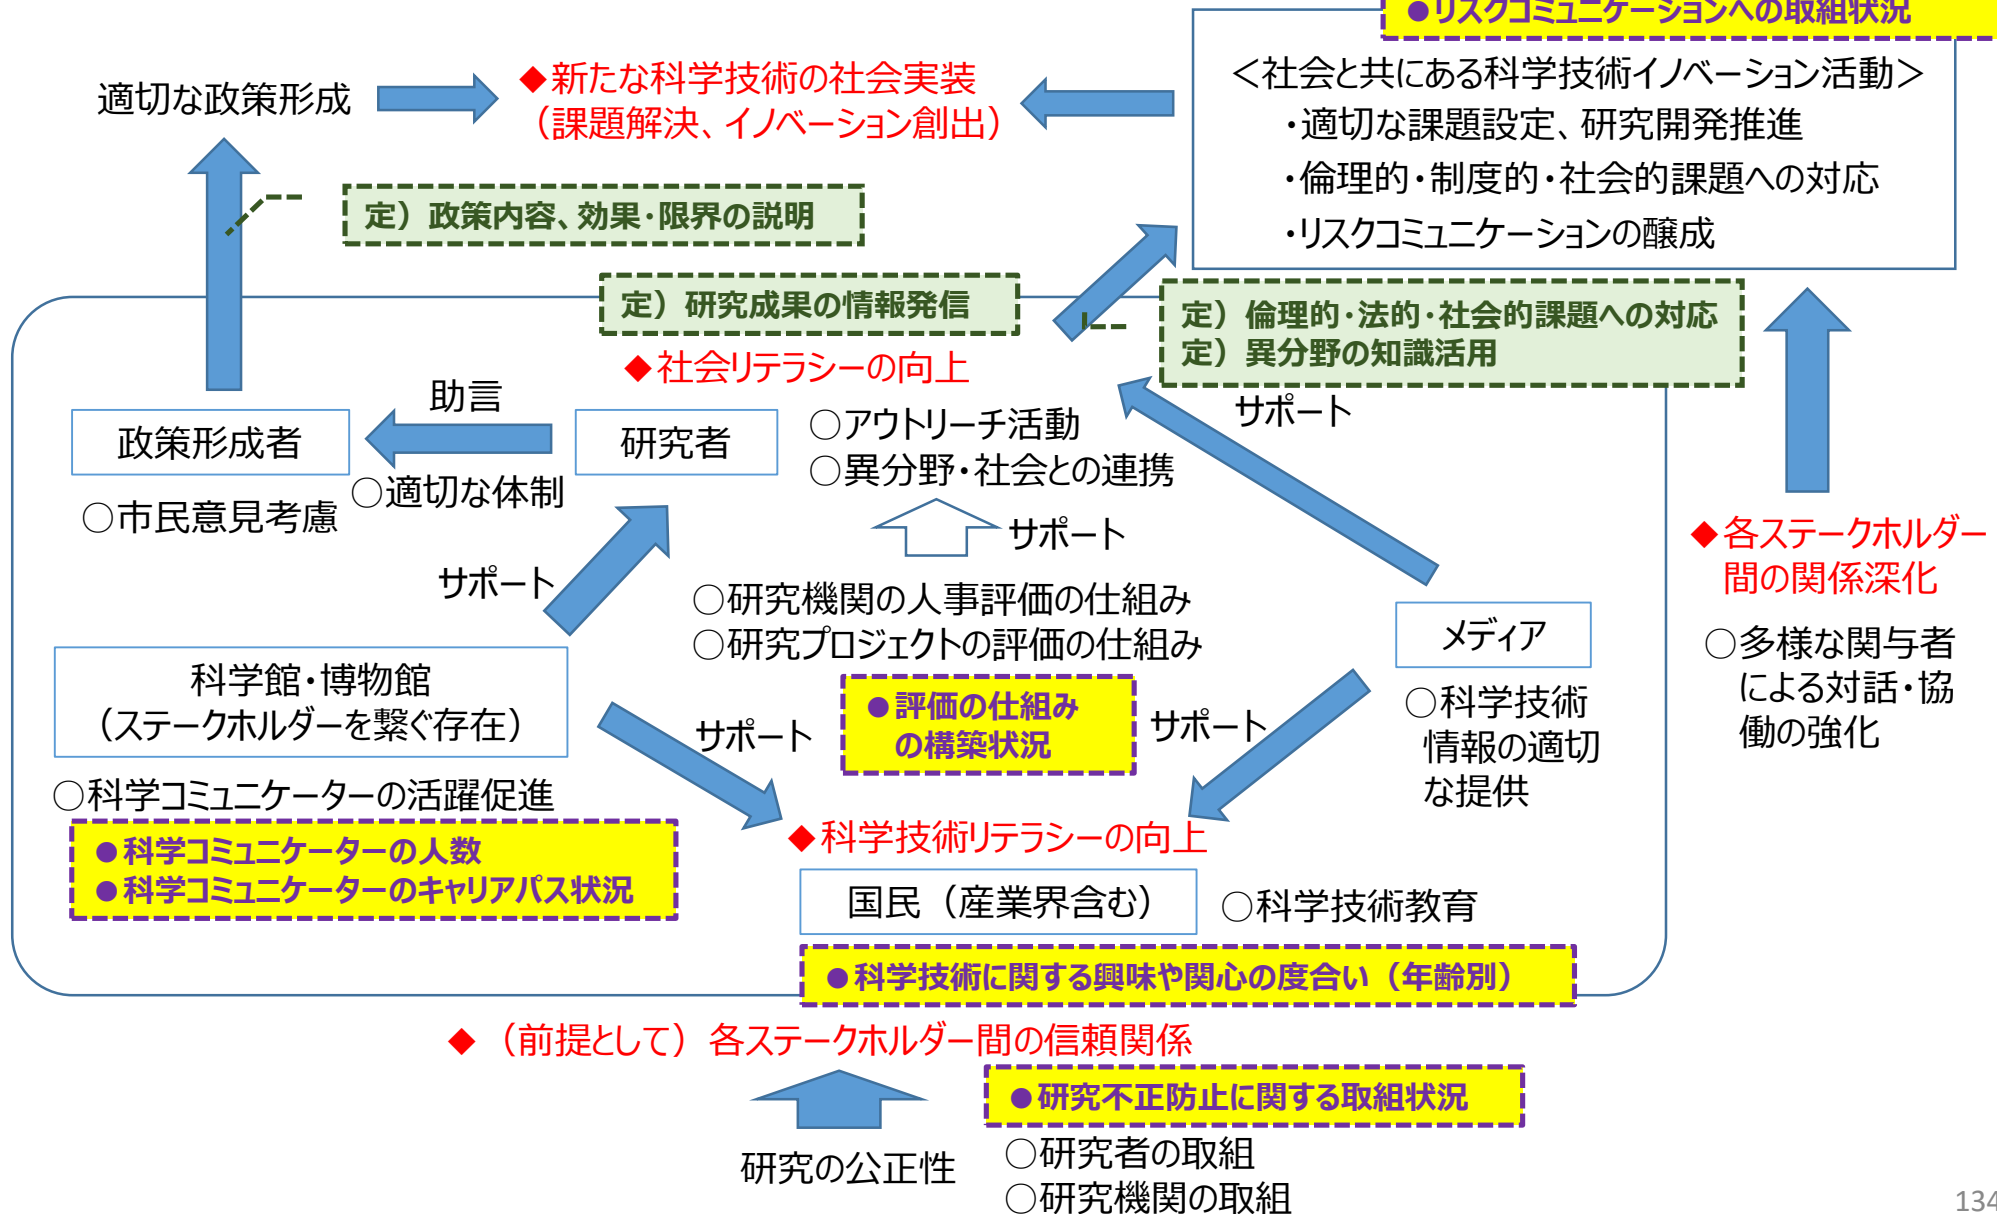 ●リスクコミュニケーションへの取組状況
適切な政策形成
◆新たな科学技術の社会実装
（課題解決、イノベーション創出）
＜社会と共にある科学技術イノベーション活動＞
・適切な課題設定、研究開発推進
・倫理的・制度的・社会的課題への対応
・リスクコミュニケーションの醸成
定）政策内容、効果・限界の説明
定）研究成果の情報発信
定）倫理的・法的・社会的課題への対応
定）異分野の知識活用
◆社会リテラシーの向上
助言
サポート
政策形成者
研究者
○アウトリーチ活動
○異分野・社会との連携
○市民意見考慮
○適切な体制
サポート
サポート
◆各ステークホルダー
間の関係深化
○研究機関の人事評価の仕組み
○研究プロジェクトの評価の仕組み
メディア
○多様な関与者
による対話・協
働の強化
科学館・博物館
（ステークホルダーを繋ぐ存在）
●評価の仕組み
の構築状況
サポート
サポート
○科学技術
情報の適切
な提供
○科学コミュニケーターの活躍促進
●科学コミュニケーターの人数
●科学コミュニケーターのキャリアパス状況
◆科学技術リテラシーの向上
国民（産業界含む）
○科学技術教育
●科学技術に関する興味や関心の度合い（年齢別）
◆（前提として）各ステークホルダー間の信頼関係
●研究不正防止に関する取組状況
研究の公正性
○研究者の取組
○研究機関の取組
134